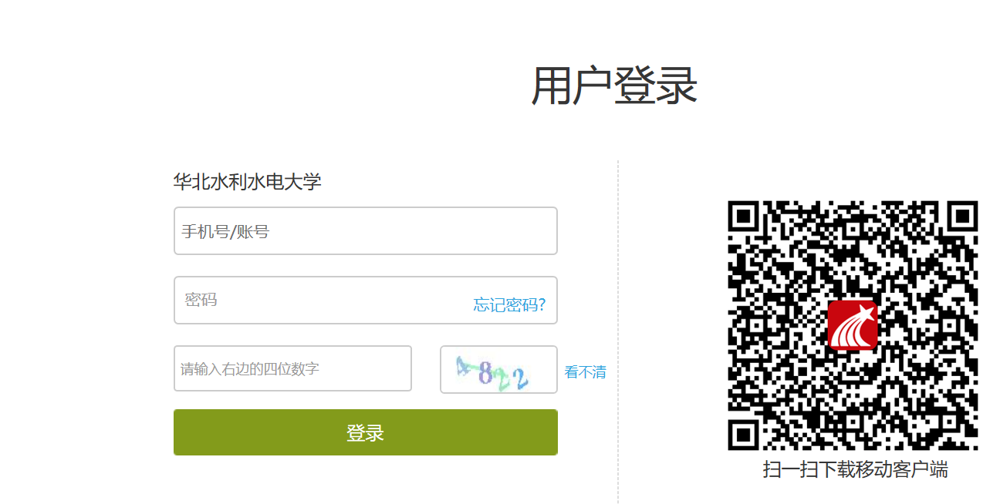 用户登录
华北水利水电大学
手机号/账号
密码
忘记密码?
请输入右边的四位数字
4822
看不清
登录
扫一扫下载移动客户端